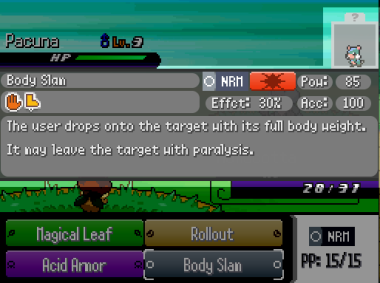 ?
Pacuna Lv.9
HP
Body Slam NRM Pow: 85
Effct: 30% Acc: 100
The user drops onto the target with its full body weight.
It may leave the target with paralysis.
20/31
Magical Leaf Rollout NRM
Acid Armor Body Slam PP: 15/15